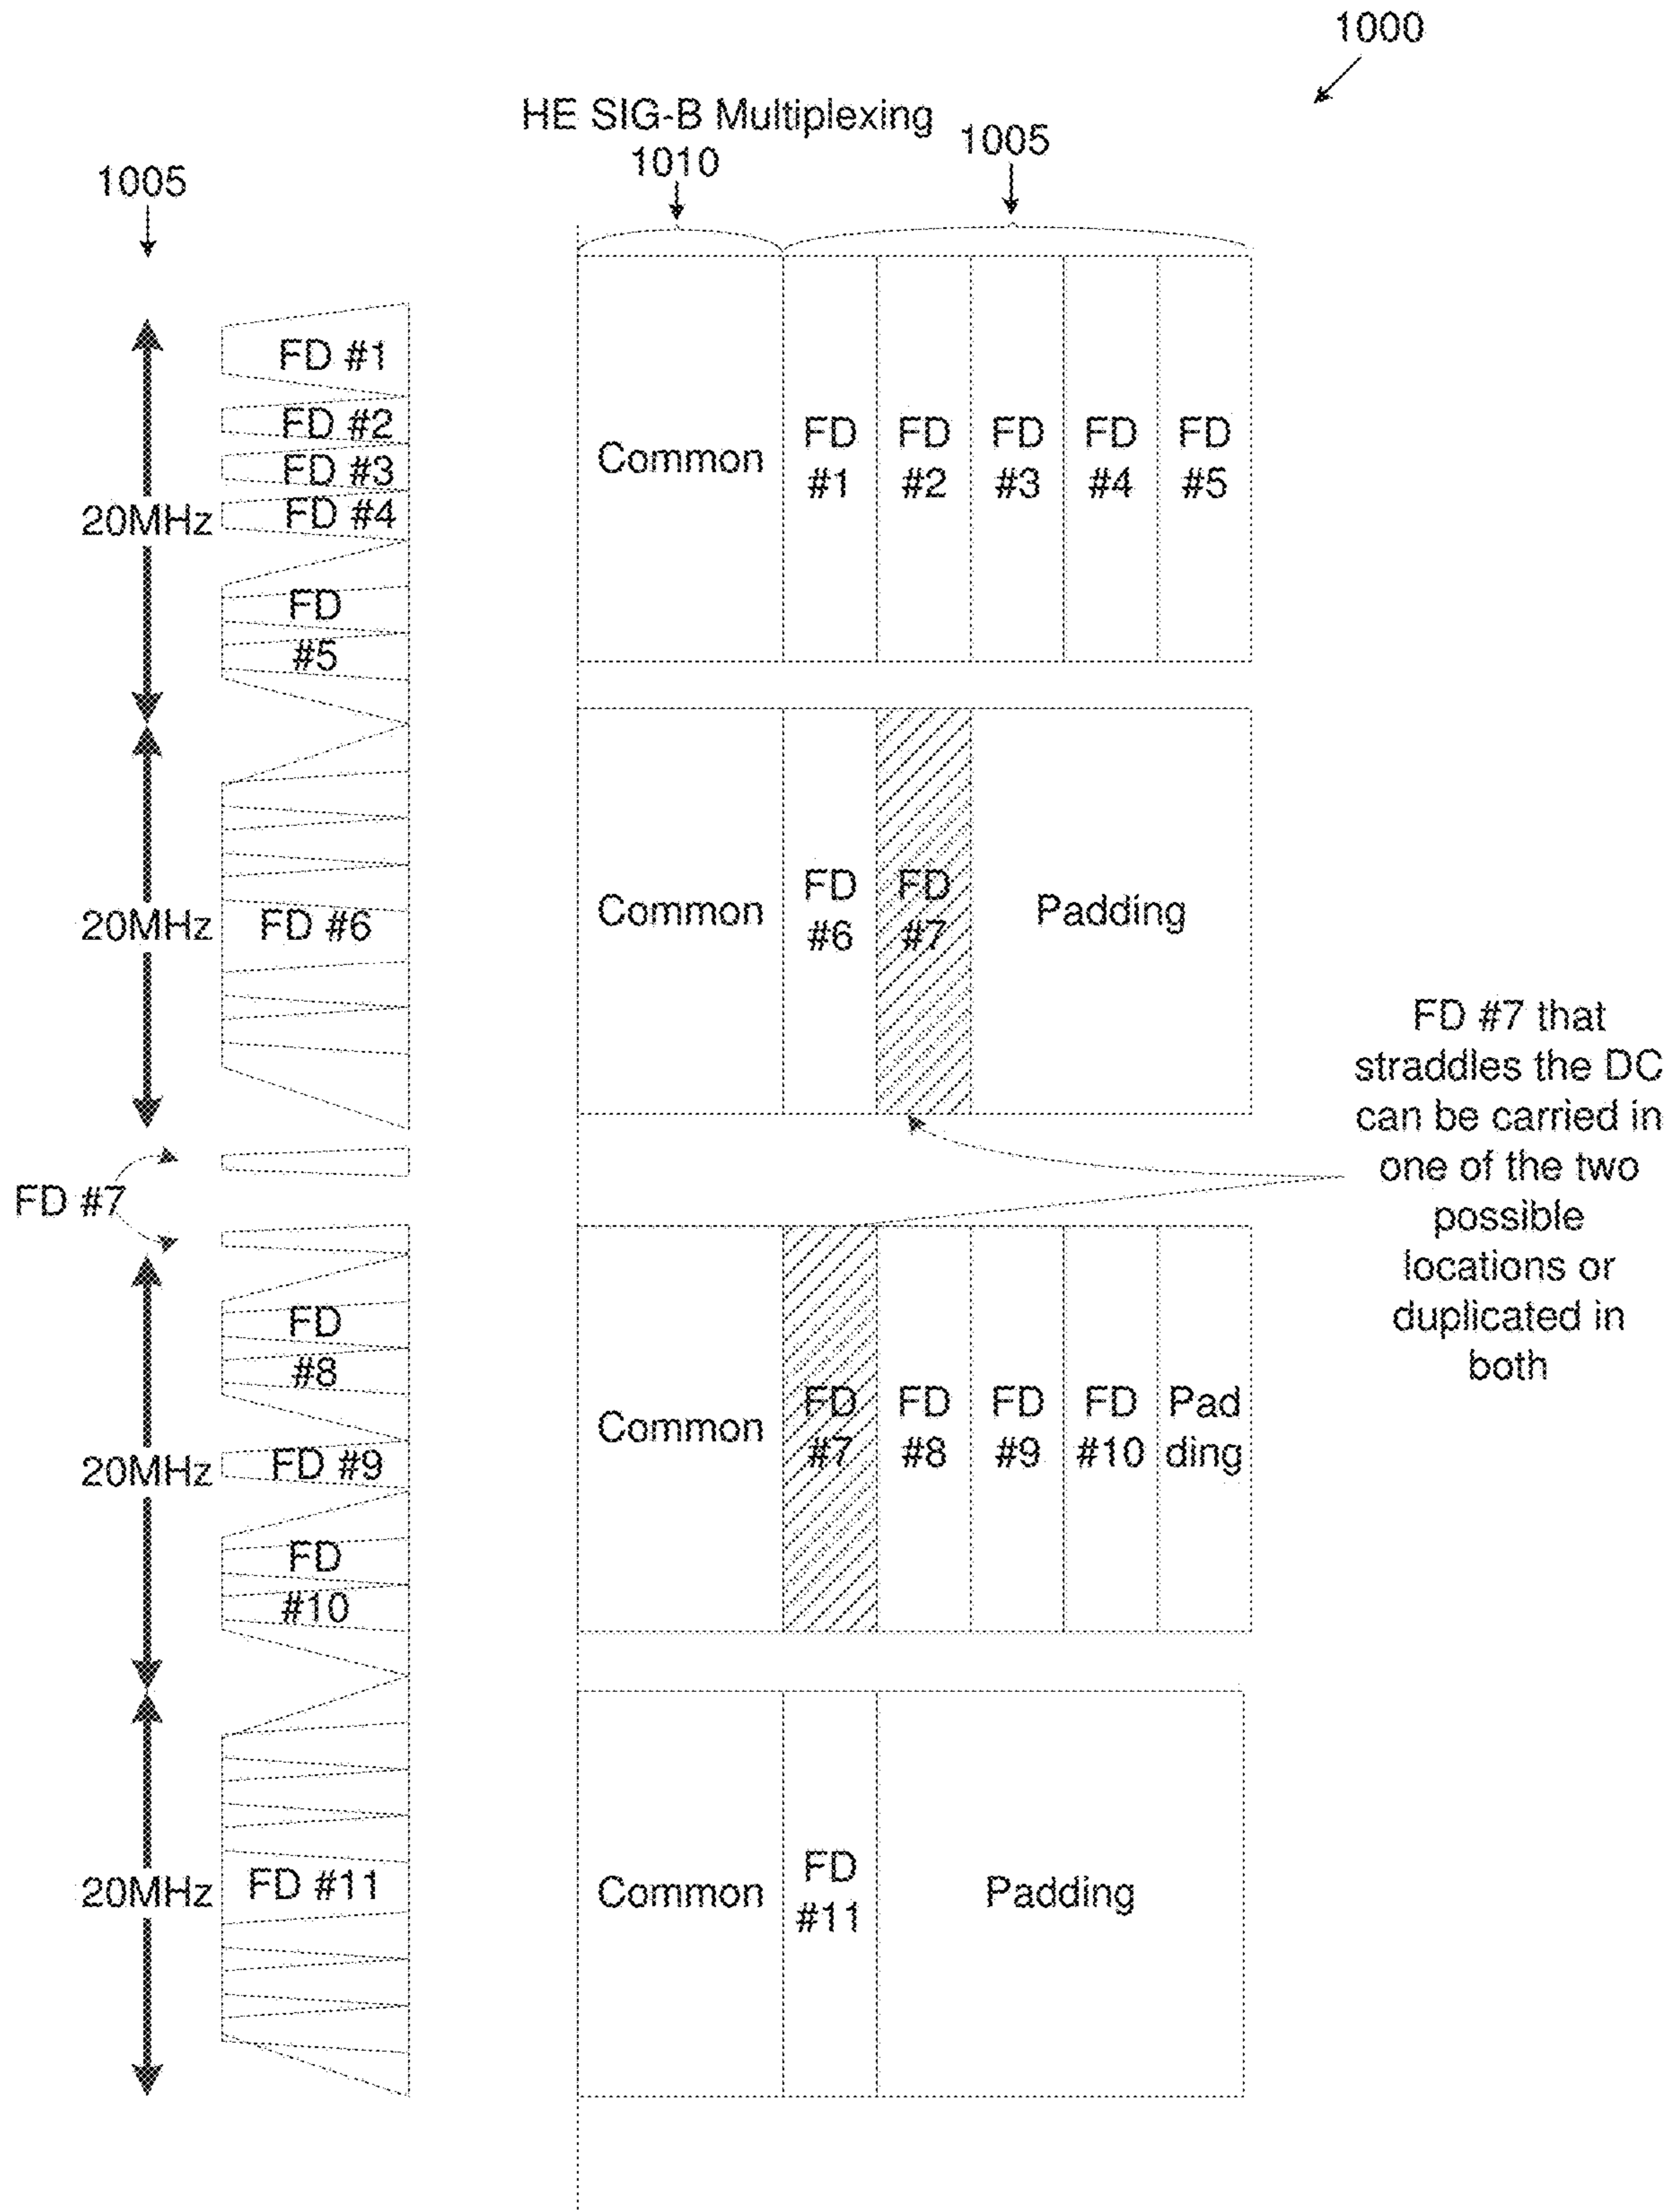 1000
HE SIG-B Multiplexing
1010
1005
1005
FD #1
FD #2
FD #3
FD #4
20MHz
FD
#5
Common
FD
#1
FD
#2
FD
#3
FD
#4
FD
#5
20MHz
FD #6
Common
FD
#6
FD
#7
Padding
FD #7 that
straddles the DC
can be carried in
one of the two
possible
locations or
duplicated in
both
FD #7
FD
#8
20MHz
FD #9
FD
#10
Common
FD
#7
FD
#8
FD
#9
FD
#10
Pad
ding
20MHz
FD #11
Common
FD
#11
Padding